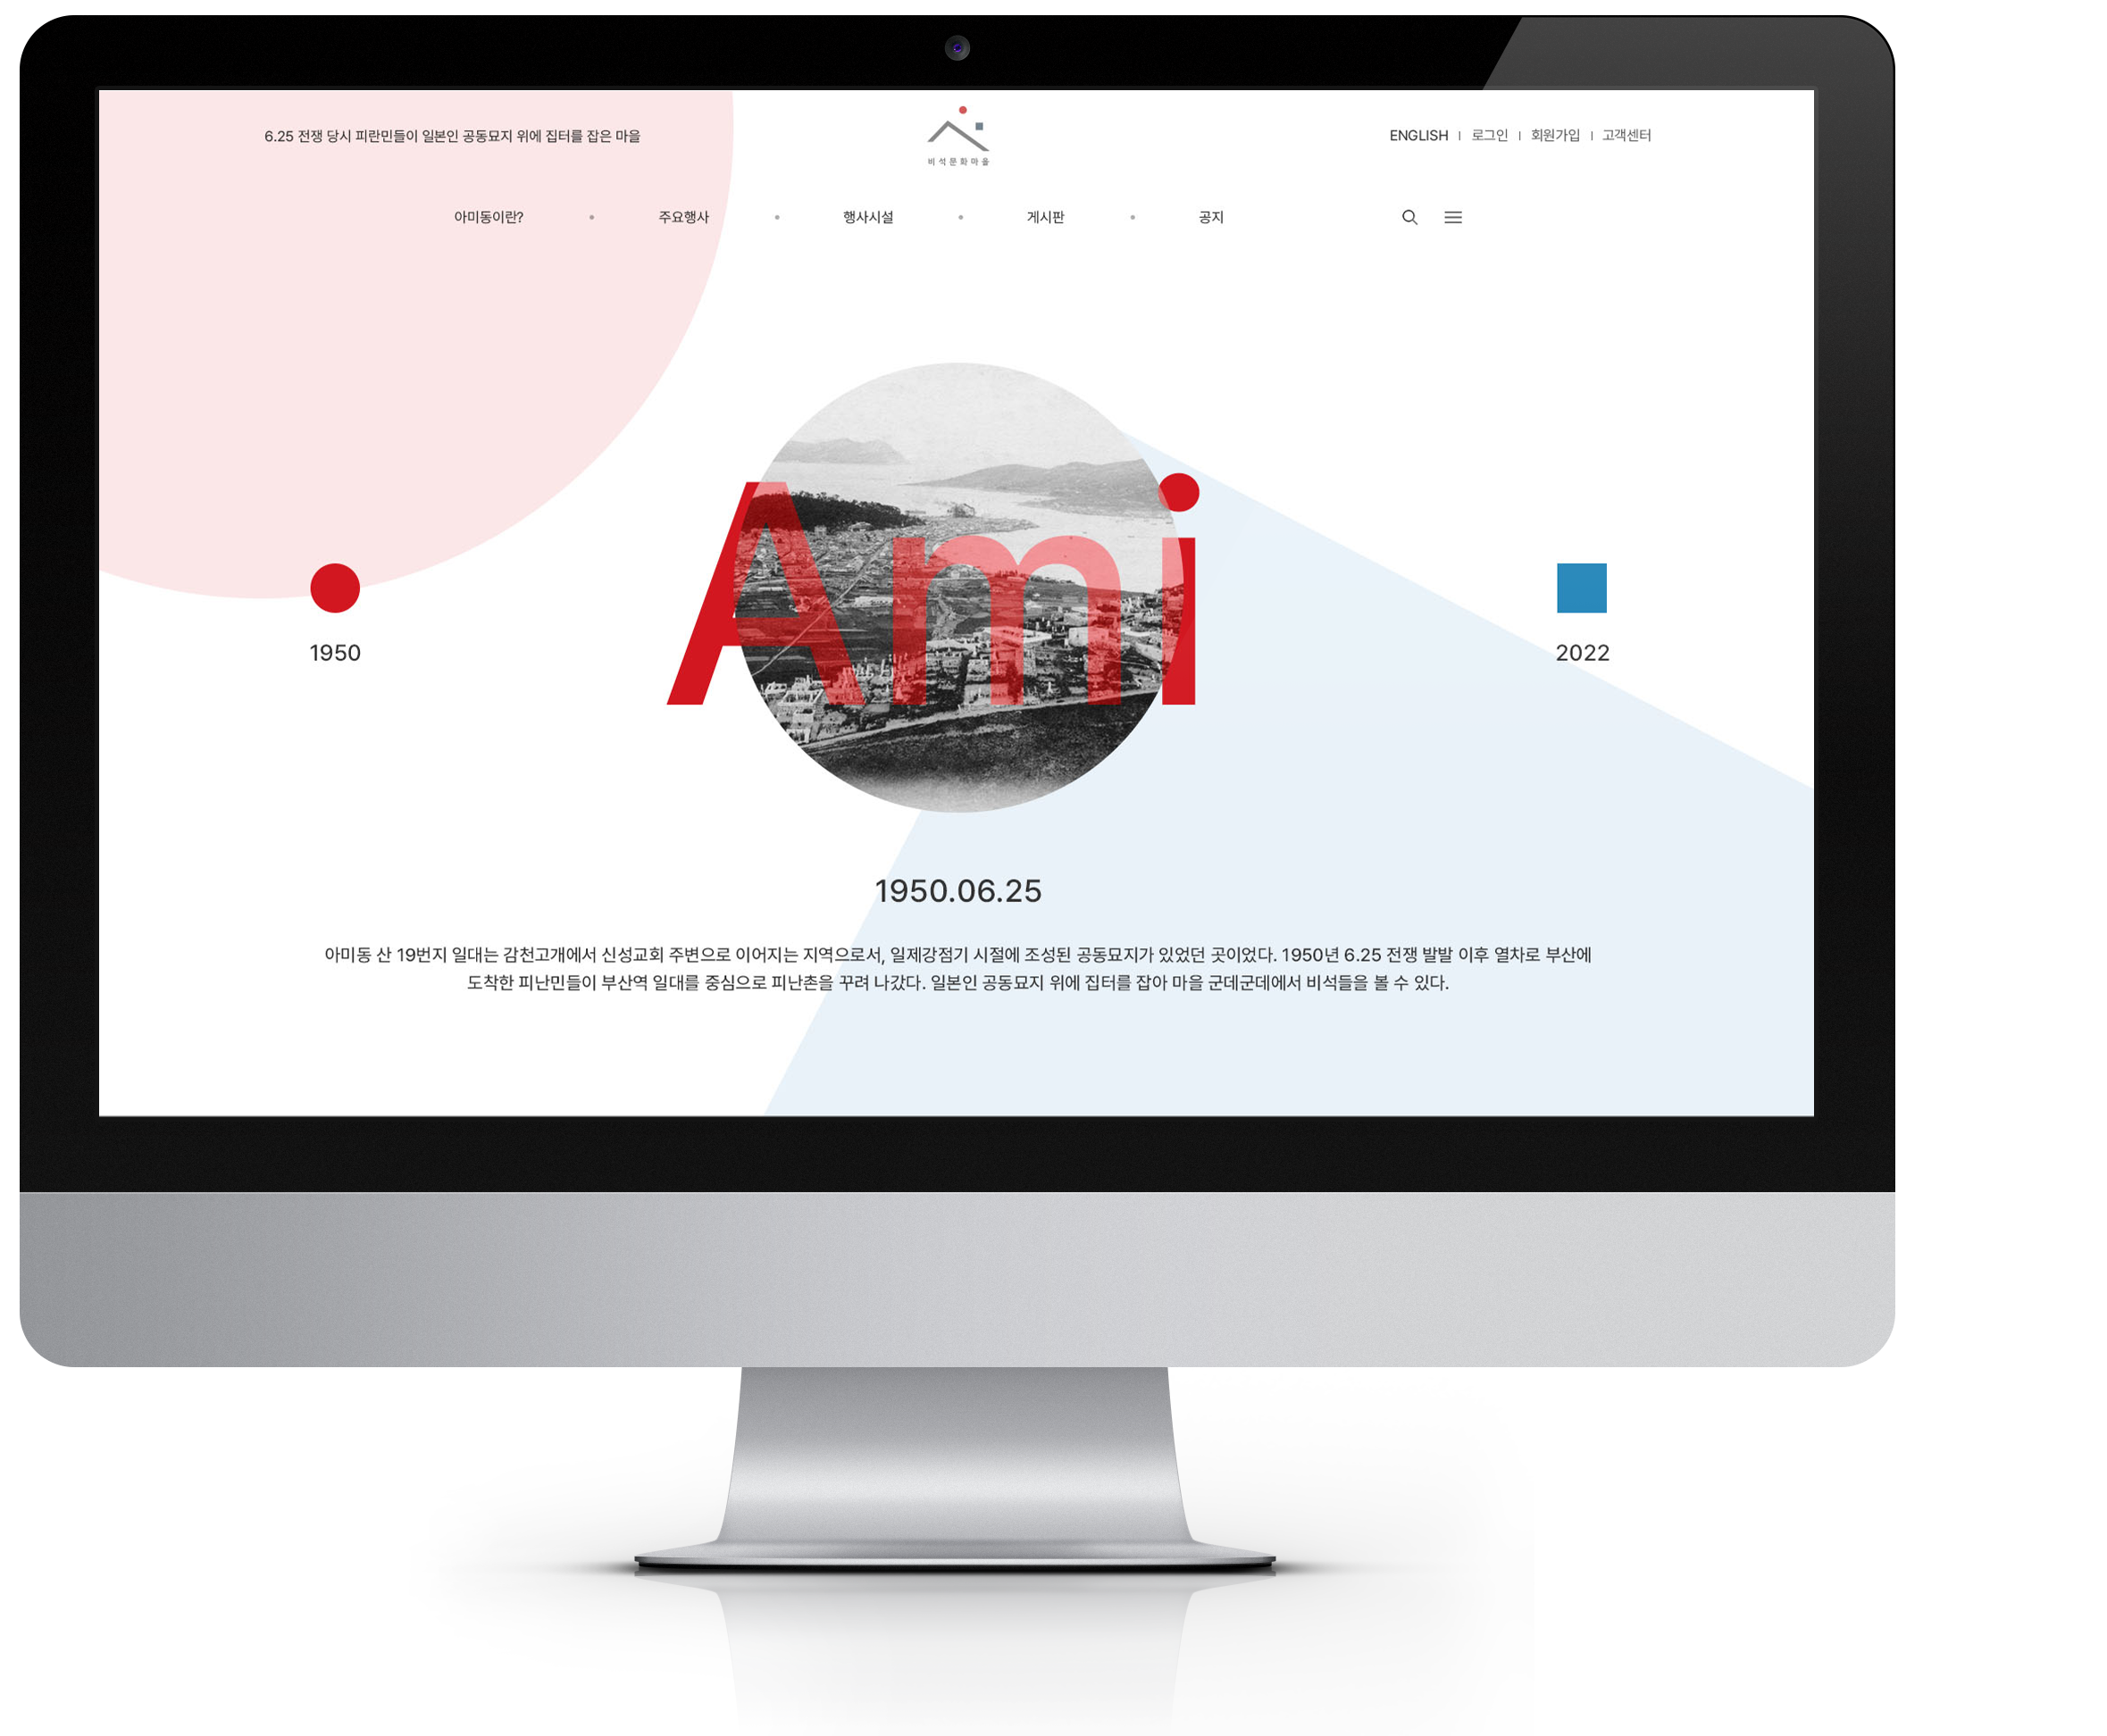 6.25 전쟁 당시 피란민들이 일본인 공동묘지 위에 집터를 잡은 마을
비석문화마을
ENGLISH | 로그인 | 회원가입 | 고객센터
아미동이란? • 주요행사 • 행사시설 • 게시판 • 공지
Ami
1950
2022
1950.06.25
아미동 산 19번지 일대는 감천고개에서 신성교회 주변으로 이어지는 지역으로서, 일제강점기 시절에 조성된 공동묘지가 있었던 곳이었다. 1950년 6.25 전쟁 발발 이후 열차로 부산에
도착한 피난민들이 부산역 일대를 중심으로 피난촌을 꾸려 나갔다. 일본인 공동묘지 위에 집터를 잡아 마을 군데군데에서 비석들을 볼 수 있다.